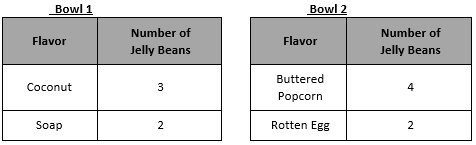 Bowl 1
Flavor Number of
Jelly Beans
Coconut 3
Soap 2
Bowl 2
Flavor Number of
Jelly Beans
Buttered
Popcorn 4
Rotten Egg 2